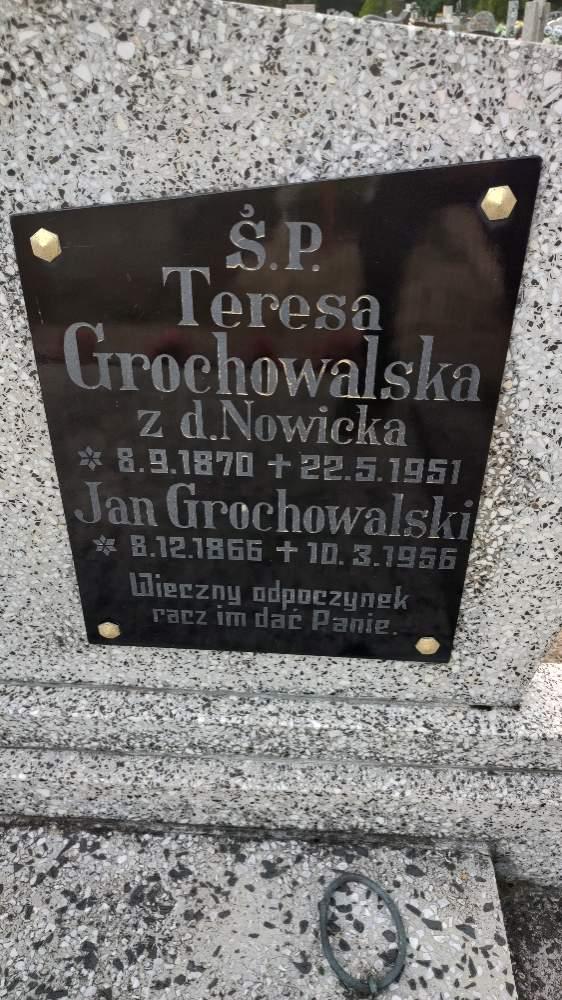 Ś.P.
Teresa
Grochowalska
z d. Nowicka
* 8.9.1870 + 22.5.1951
Jan Grochowalski
* 8.12.1866 + 10.3.1956
Wieczny odpoczynek
racz im dać Panie.